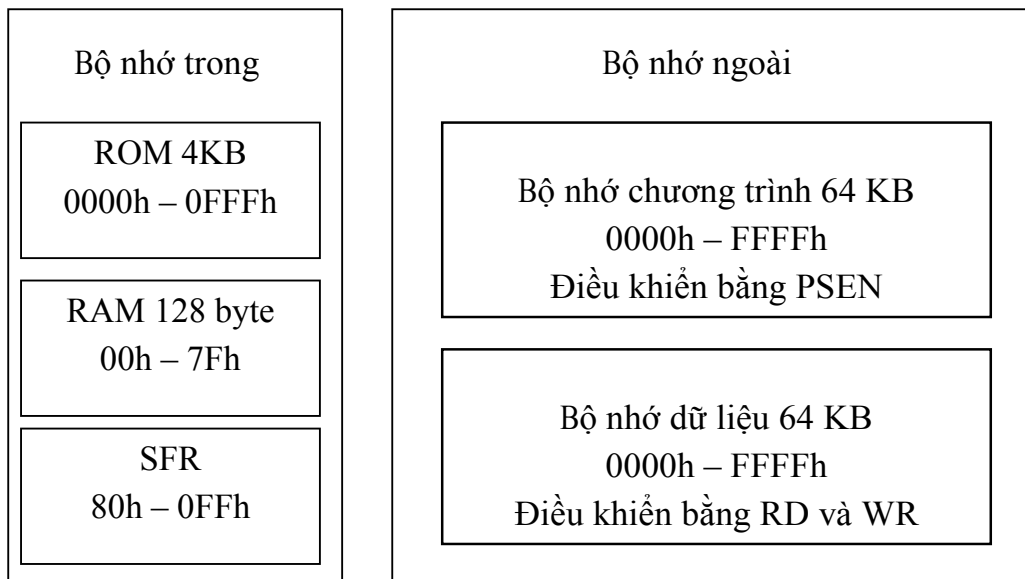 Bộ nhớ trong
ROM 4KB
0000h – 0FFFh
RAM 128 byte
00h – 7Fh
SFR
80h – 0FFh
Bộ nhớ ngoài
Bộ nhớ chương trình 64 KB
0000h – FFFFh
Điều khiển bằng PSEN
Bộ nhớ dữ liệu 64 KB
0000h – FFFFh
Điều khiển bằng RD và WR